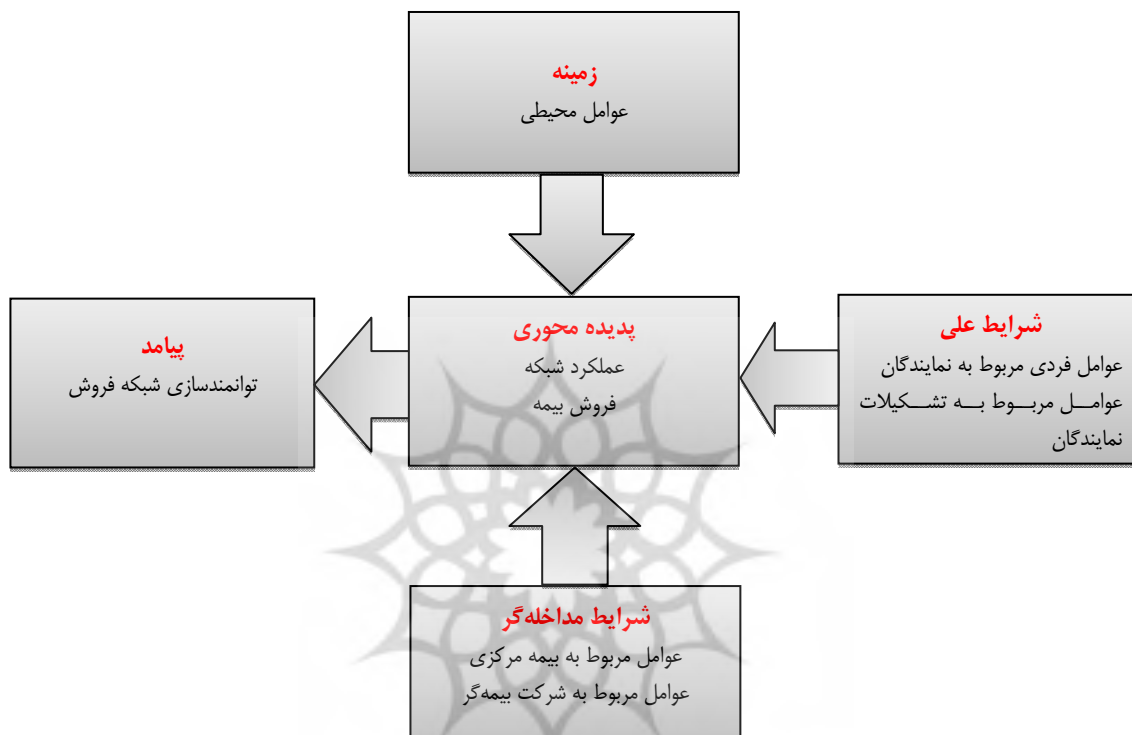 زمینه
عوامل محیطی
شرایط علی
عوامل فردی مربوط به نمایندگان
عوامل مربوط به تشکیلات
نمایندگان
پدیده محوری
عملکرد شبکه
فروش بیمه
پیامد
توانمندسازی شبکه فروش
شرایط مداخله‌گر
عوامل مربوط به بیمه مرکزی
عوامل مربوط به شرکت بیمه‌گر